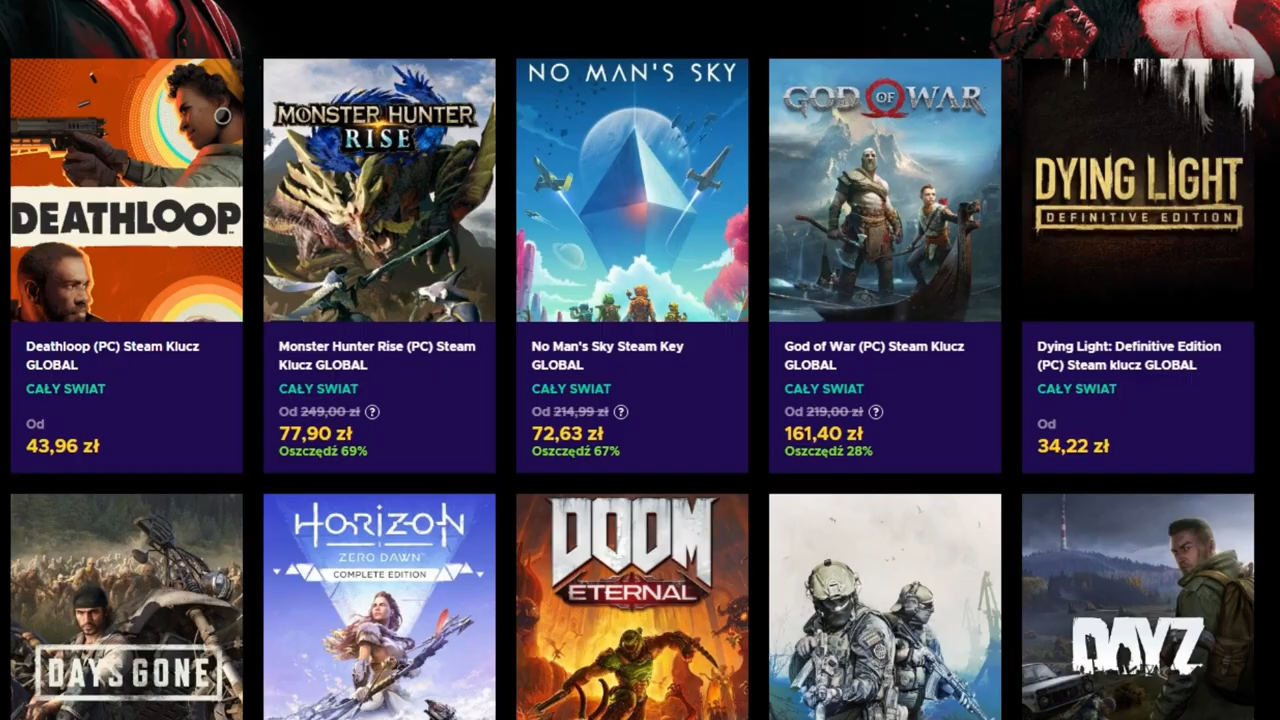 DEATHLOOP
Deathloop (PC) Steam Klucz
GLOBAL
CAŁY SWIAT
Od
43,96 zł
MONSTER HUNTER
RISE
Monster Hunter Rise (PC) Steam
Klucz GLOBAL
CAŁY SWIAT
Od 249,00 zł ?
77,90 zł
Oszczędź 69%
NO MAN'S SKY
No Man's Sky Steam Key
GLOBAL
CAŁY SWIAT
Od 214,99 zł ?
72,63 zł
Oszczędź 67%
GOD OF WAR
God of War (PC) Steam Klucz
GLOBAL
CAŁY SWIAT
Od 219,00 zł ?
161,40 zł
Oszczędź 28%
DYING LIGHT
DEFINITIVE EDITION
Dying Light: Definitive Edition
(PC) Steam klucz GLOBAL
CAŁY SWIAT
Od
34,22 zł
DAYS GONE
HORIZON
ZERO DAWN
COMPLETE EDITION
DOOM
ETERNAL
DAYZ